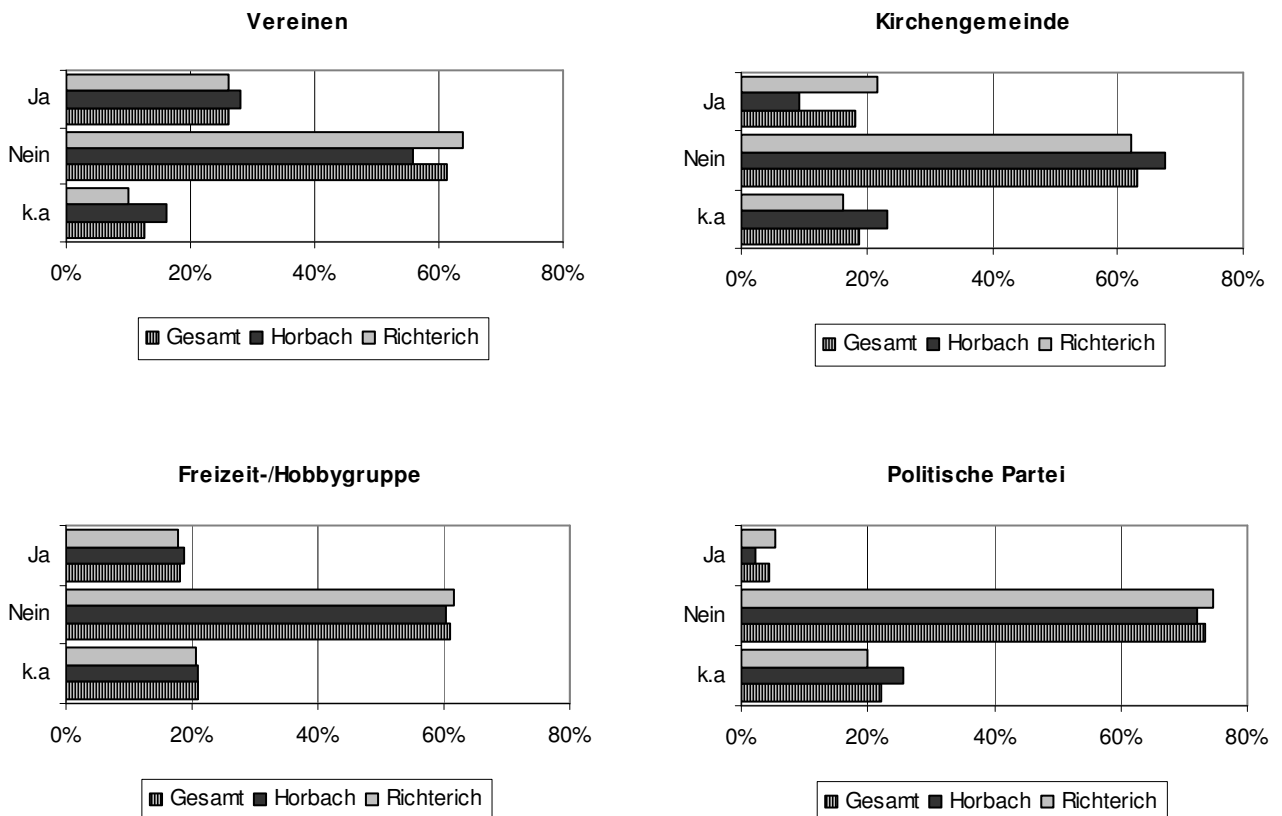 Vereinen
Ja
Nein
k.a
0% 20% 40% 60% 80%
Gesamt Horbach Richterich
Kirchengemeinde
Ja
Nein
k.a
0% 20% 40% 60% 80%
Gesamt Horbach Richterich
Freizeit-/Hobbygruppe
Ja
Nein
k.a
0% 20% 40% 60% 80%
Gesamt Horbach Richterich
Politische Partei
Ja
Nein
k.a
0% 20% 40% 60% 80%
Gesamt Horbach Richterich